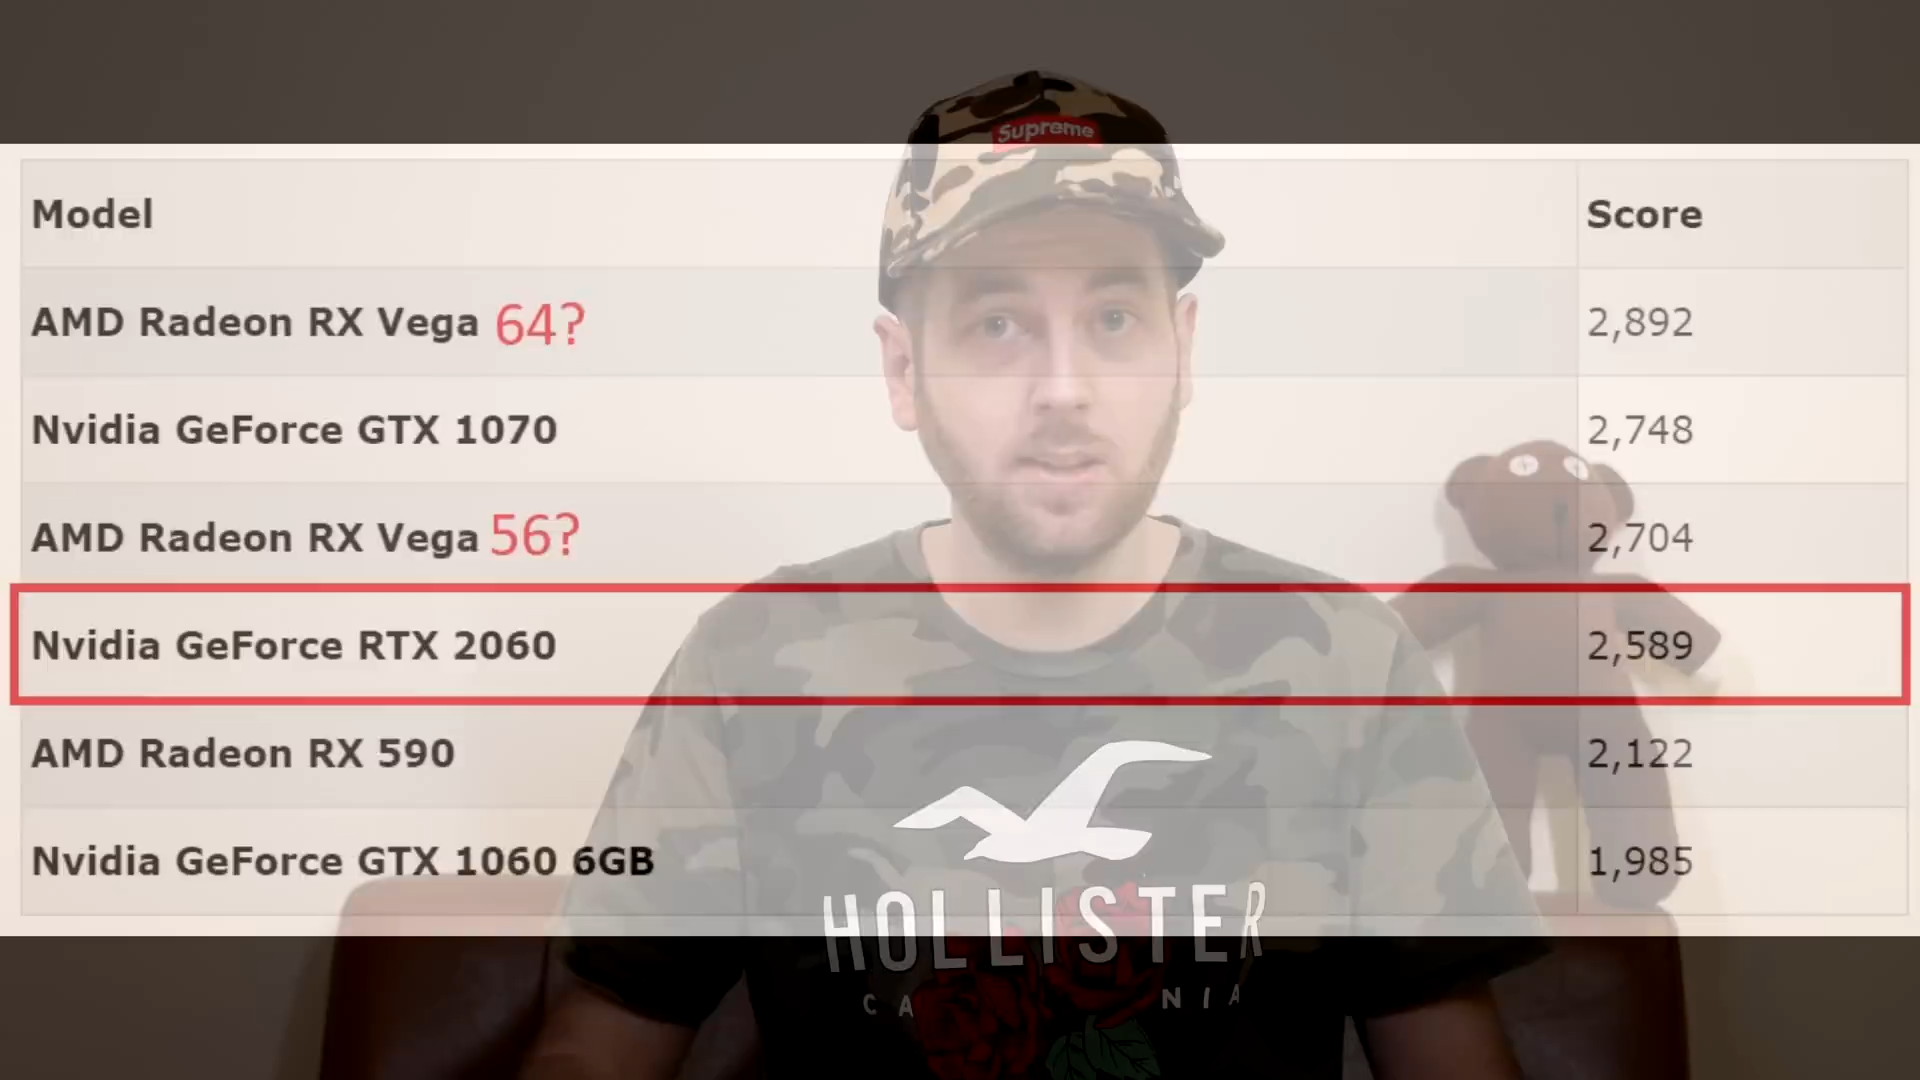 Supreme
Model Score
AMD Radeon RX Vega 64? 2,892
Nvidia GeForce GTX 1070 2,748
AMD Radeon RX Vega 56? 2,704
Nvidia GeForce RTX 2060 2,589
AMD Radeon RX 590 2,122
Nvidia GeForce GTX 1060 6GB 1,985
HOLLISTER